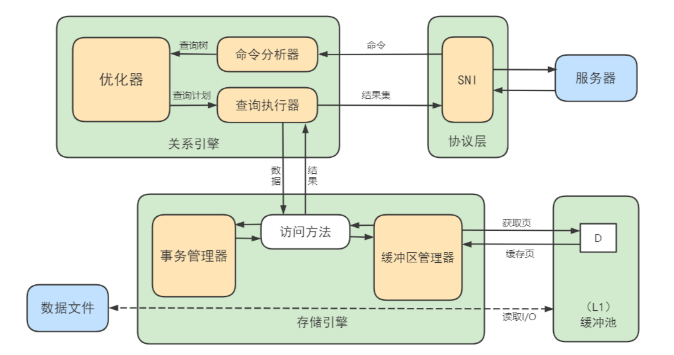 查询树
命令分析器
命令
优化器
SNI
服务器
查询计划
查询执行器
结果集
关系引擎
协议层
数据
结果
获取页
访问方法
D
事务管理器
缓冲区管理器
缓存页
数据文件
（L1）
缓冲池
读取I/O
存储引擎